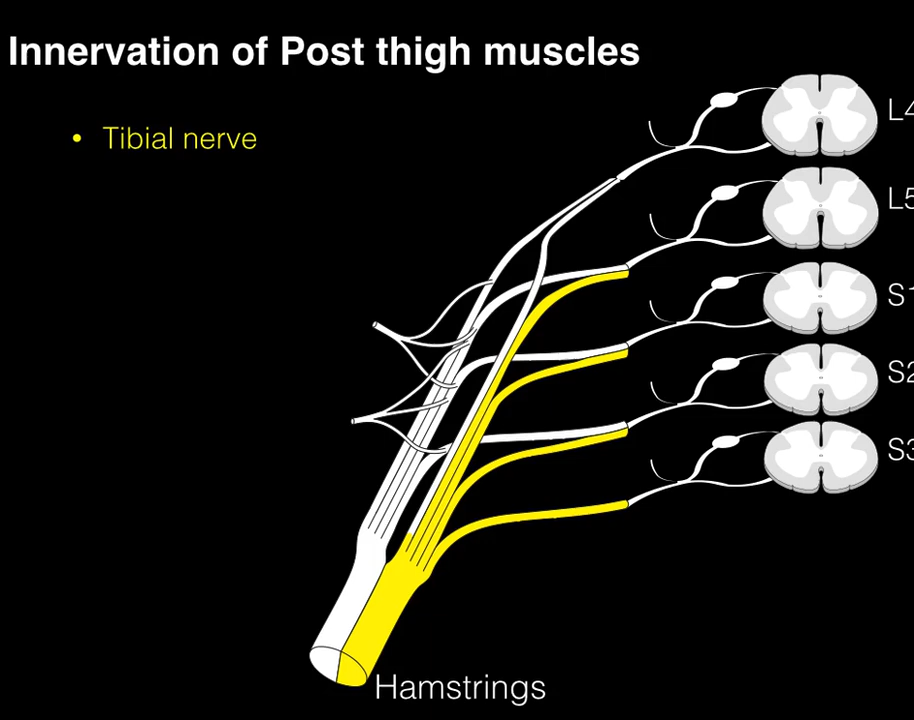 Innervation of Post thigh muscles
• Tibial nerve
L4
L5
S1
S2
S3
Hamstrings